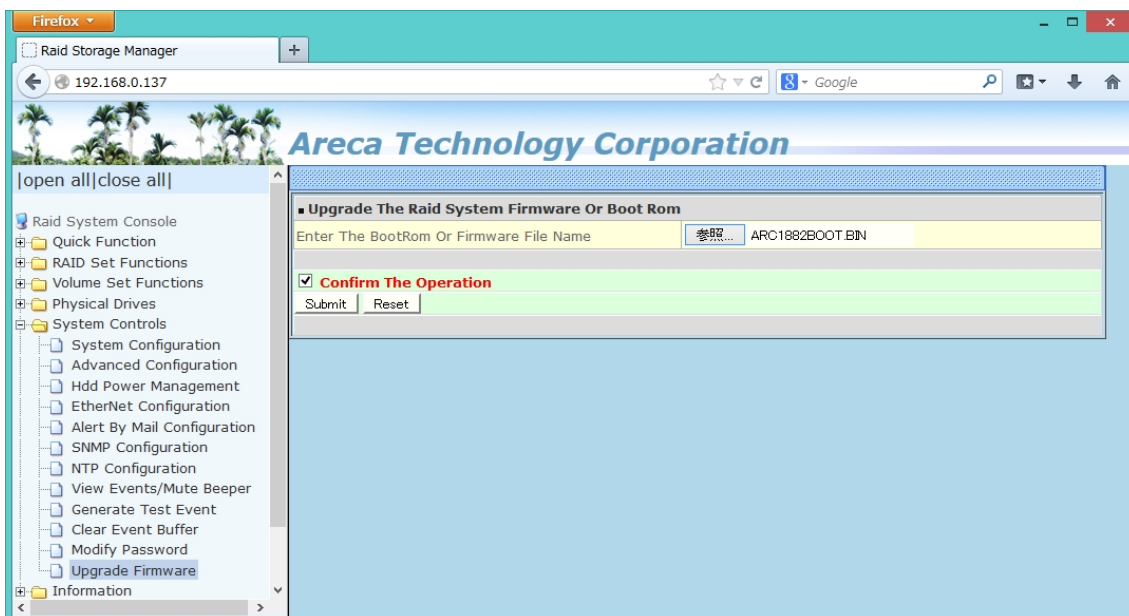 Firefox
Raid Storage Manager
192.168.0.137
8 Google
Areca Technology Corporation
|open all|close all|
Raid System Console
Quick Function
RAID Set Functions
Volume Set Functions
Physical Drives
System Controls
System Configuration
Advanced Configuration
Hdd Power Management
EtherNet Configuration
Alert By Mail Configuration
SNMP Configuration
NTP Configuration
View Events/Mute Beeper
Generate Test Event
Clear Event Buffer
Modify Password
Upgrade Firmware
Information
Upgrade The Raid System Firmware Or Boot Rom
Enter The BootRom Or Firmware File Name 参照... ARC1882BOOT.BIN
Confirm The Operation
Submit Reset